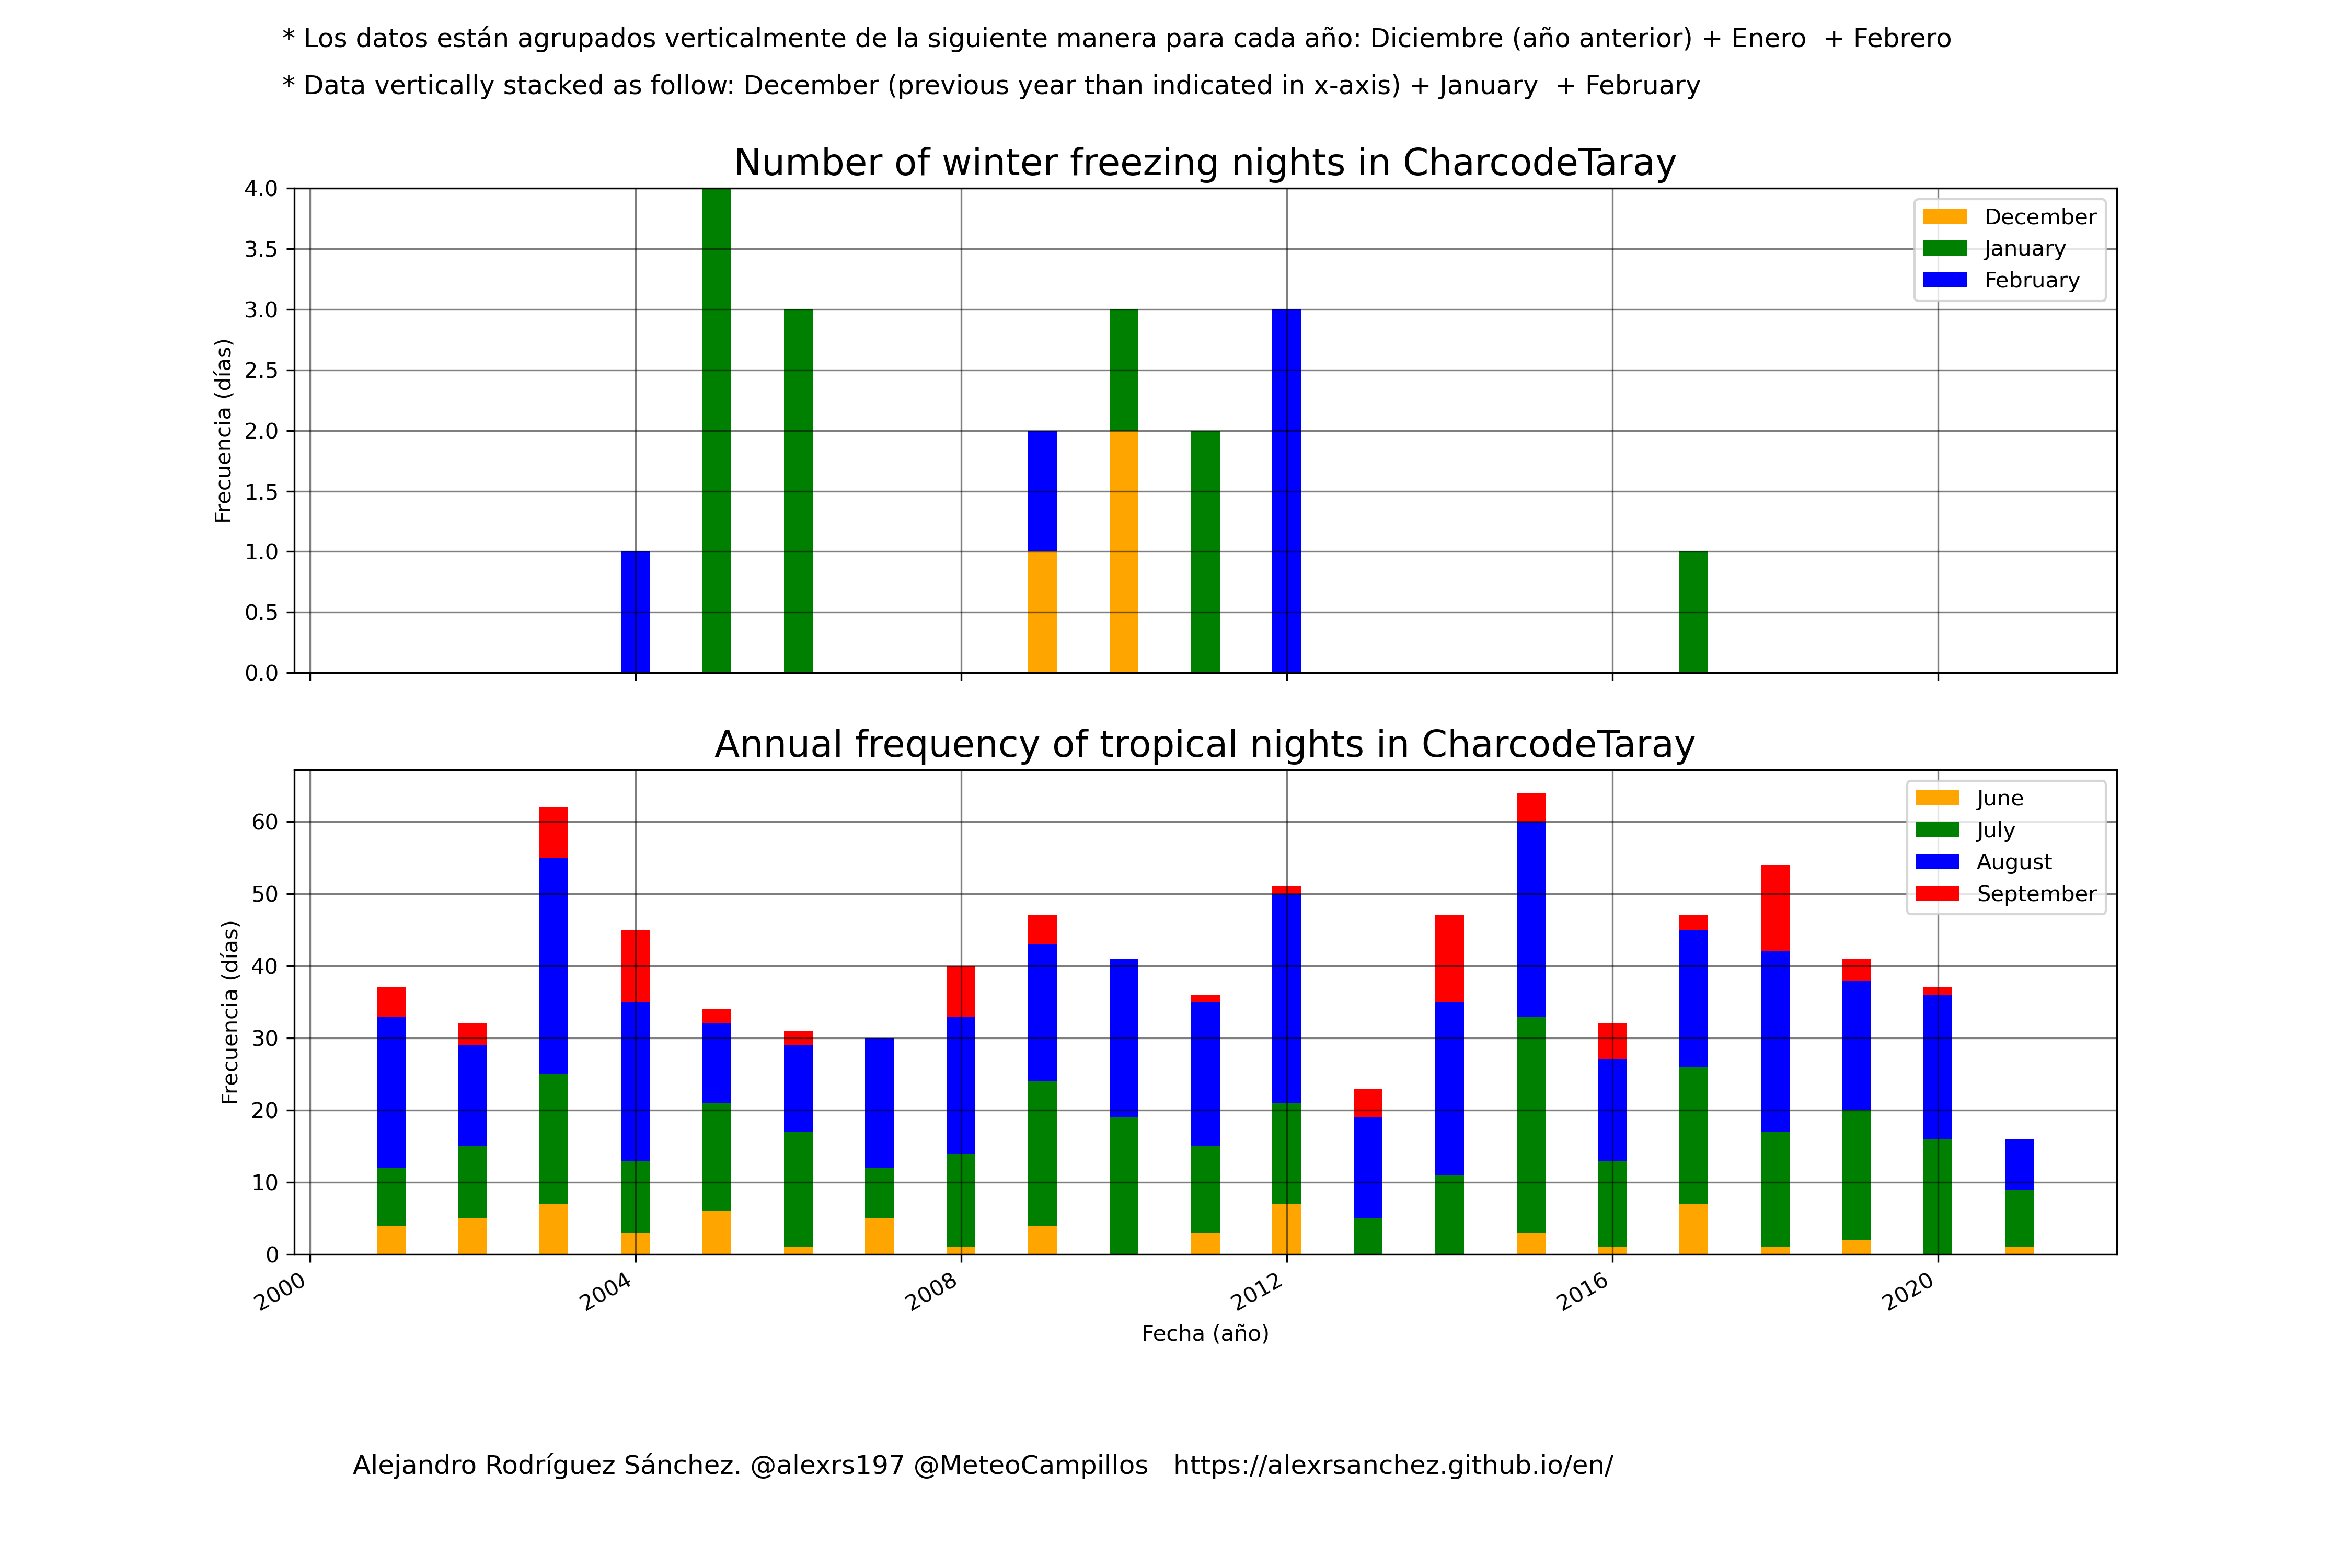 * Los datos están agrupados verticalmente de la siguiente manera para cada año: Diciembre (año anterior) + Enero  + Febrero
* Data vertically stacked as follow: December (previous year than indicated in x-axis) + January  + February
Number of winter freezing nights in CharcodeTaray
4.0
3.5
3.0
2.5
2.0
1.5
1.0
0.5
0.0
Frecuencia (días)
December
January
February
Annual frequency of tropical nights in CharcodeTaray
60
50
40
30
20
10
0
Frecuencia (días)
June
July
August
September
2000
2004
2008
2012
2016
2020
Fecha (año)
Alejandro Rodríguez Sánchez. @alexrs197 @MeteoCampillos   https://alexrsanchez.github.io/en/